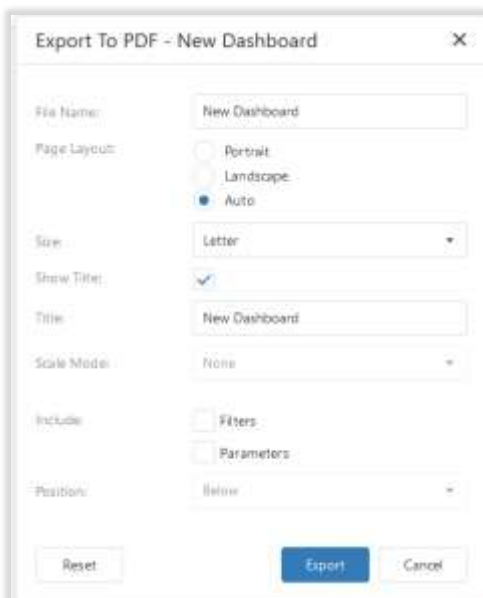 Export To PDF - New Dashboard
File Name: New Dashboard
Page Layout: Portrait
Landscape
Auto
Size: Letter
Show Title:
Title: New Dashboard
Scale Mode: None
Include: Filters
Parameters
Position: Below
Reset Export Cancel